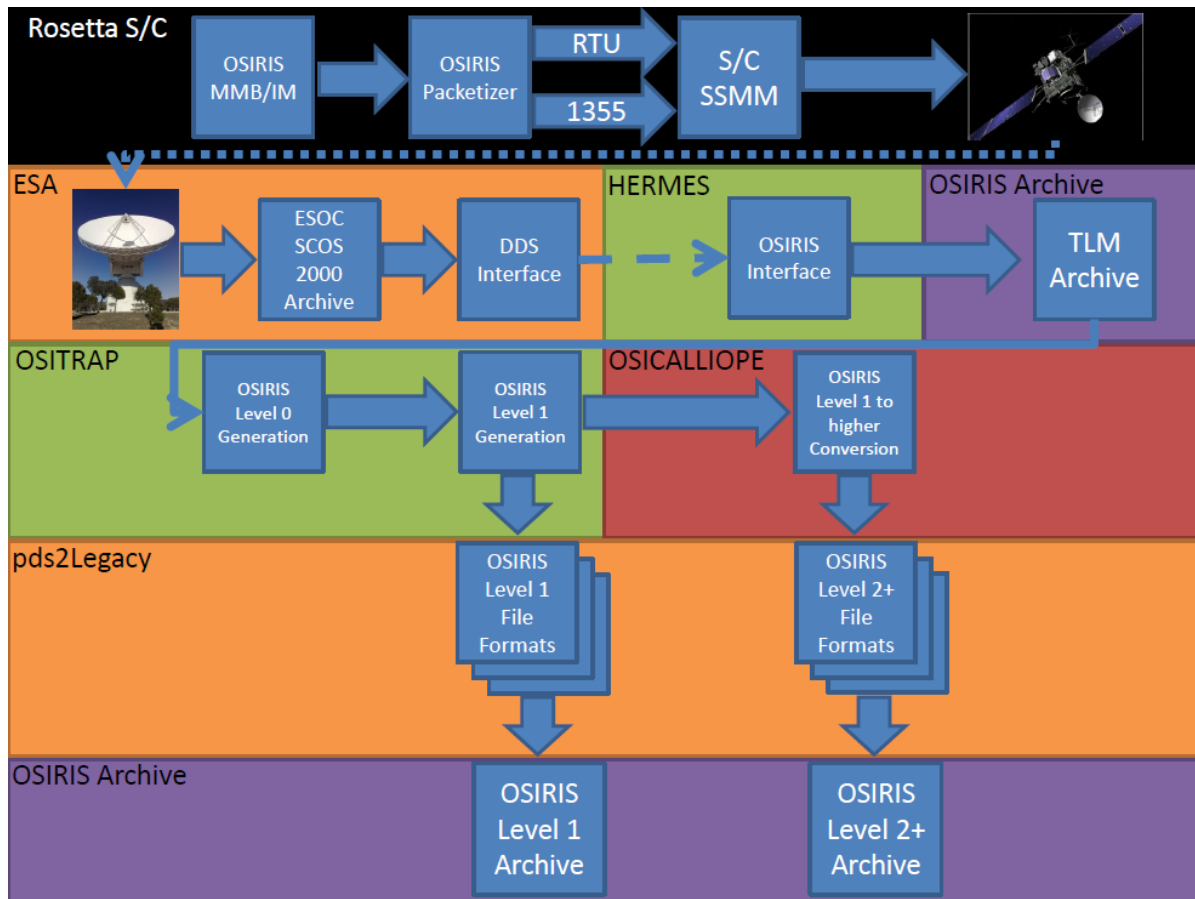 Rosetta S/C
OSIRIS
MMB/IM
OSIRIS
Packetizer
RTU
1355
S/C
SSMM
ESA
ESOC
SCOS
2000
Archive
DDS
Interface
HERMES
OSIRIS
Interface
OSIRIS Archive
TLM
Archive
OSITRAP
OSIRIS
Level 0
Generation
OSIRIS
Level 1
Generation
OSICALLIOPE
OSIRIS
Level 1 to
higher
Conversion
pds2Legacy
OSIRIS
Level 1
File
Formats
OSIRIS
Level 2+
File
Formats
OSIRIS Archive
OSIRIS
Level 1
Archive
OSIRIS
Level 2+
Archive